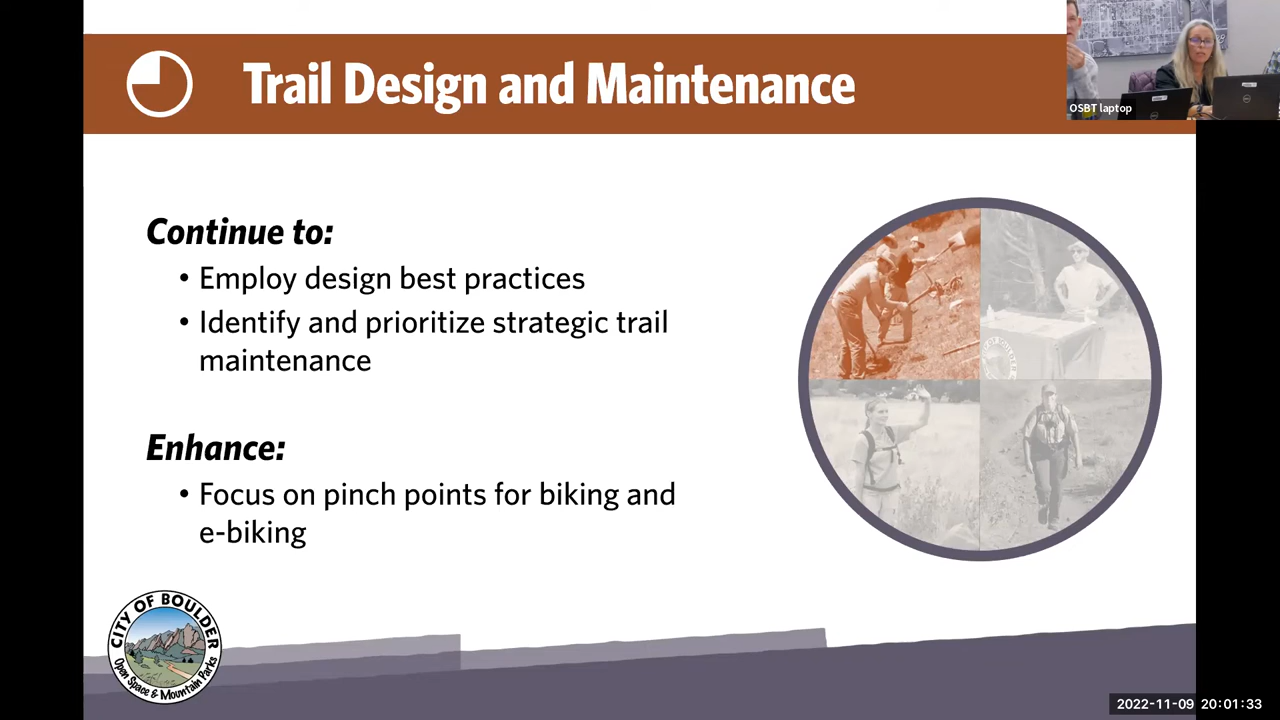 Trail Design and Maintenance
OSBT laptop
Continue to:
• Employ design best practices
• Identify and prioritize strategic trail
maintenance
Enhance:
• Focus on pinch points for biking and
e-biking
CITY OF BOULDER
Open Space & Mountain Parks
2022-11-09 20:01:33